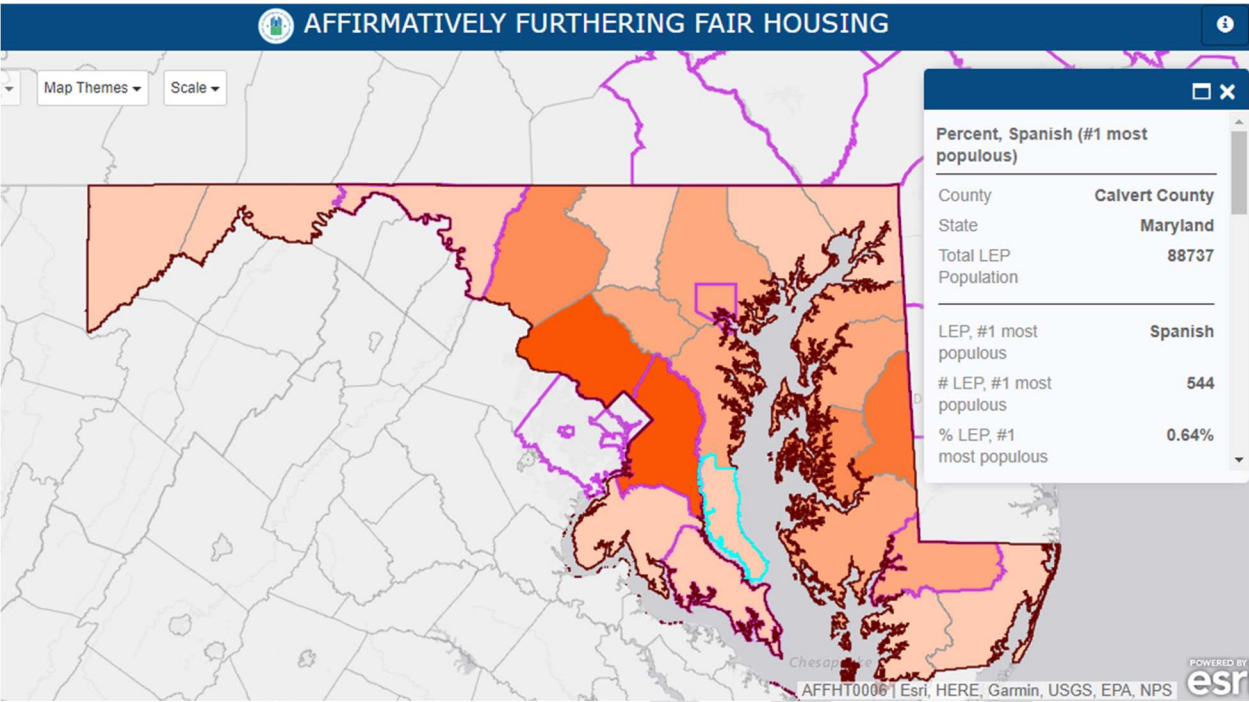 AFFIRMATIVELY FURTHERING FAIR HOUSING
Map Themes
Scale
Percent, Spanish (#1 most
populous)
County Calvert County
State Maryland
Total LEP 88737
Population
LEP, #1 most Spanish
populous
# LEP, #1 most 544
populous
% LEP, #1 0.64%
most populous
Chesapeake
POWERED BY
esri
AFFHT0006 | Esri, HERE, Garmin, USGS, EPA, NPS